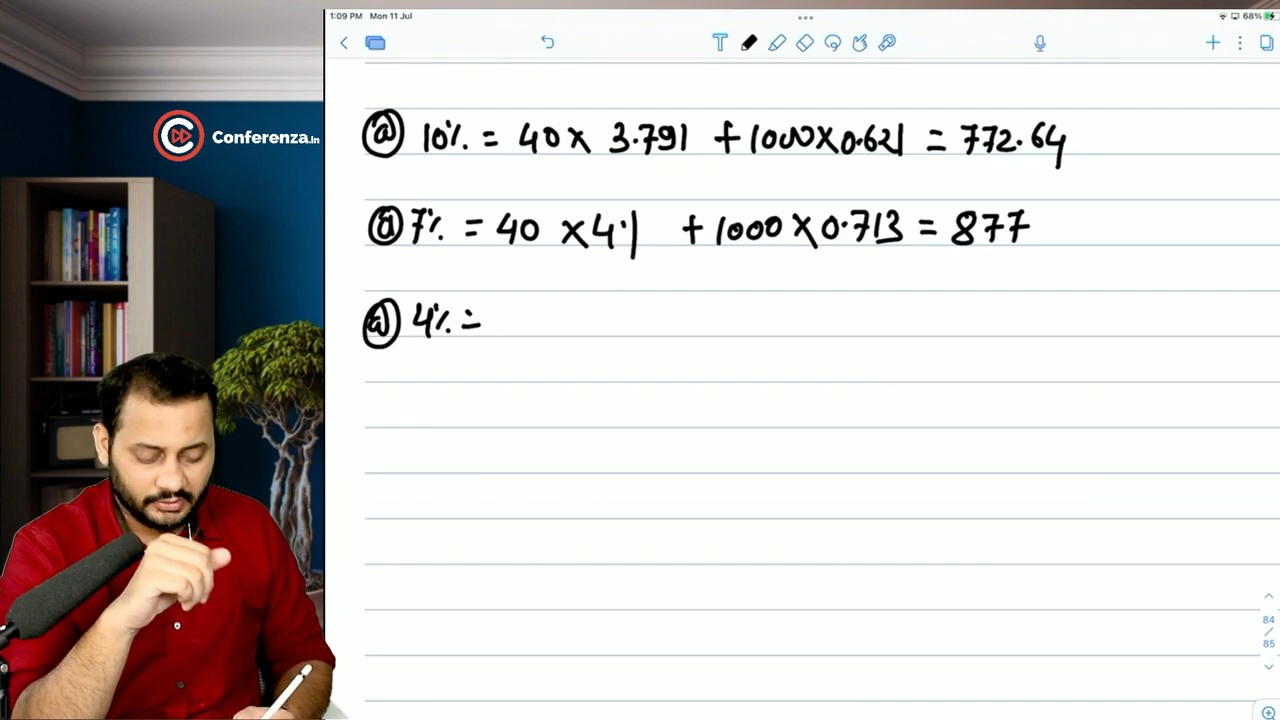 1:09 PM Mon 11 Jul
68%
Conferenza.in
@ 10% = 40 x 3.791 + 1000 x 0.621 = 772.64
@ 7% = 40 x 4.1 + 1000 x 0.713 = 877
@ 4% =
84
/
85